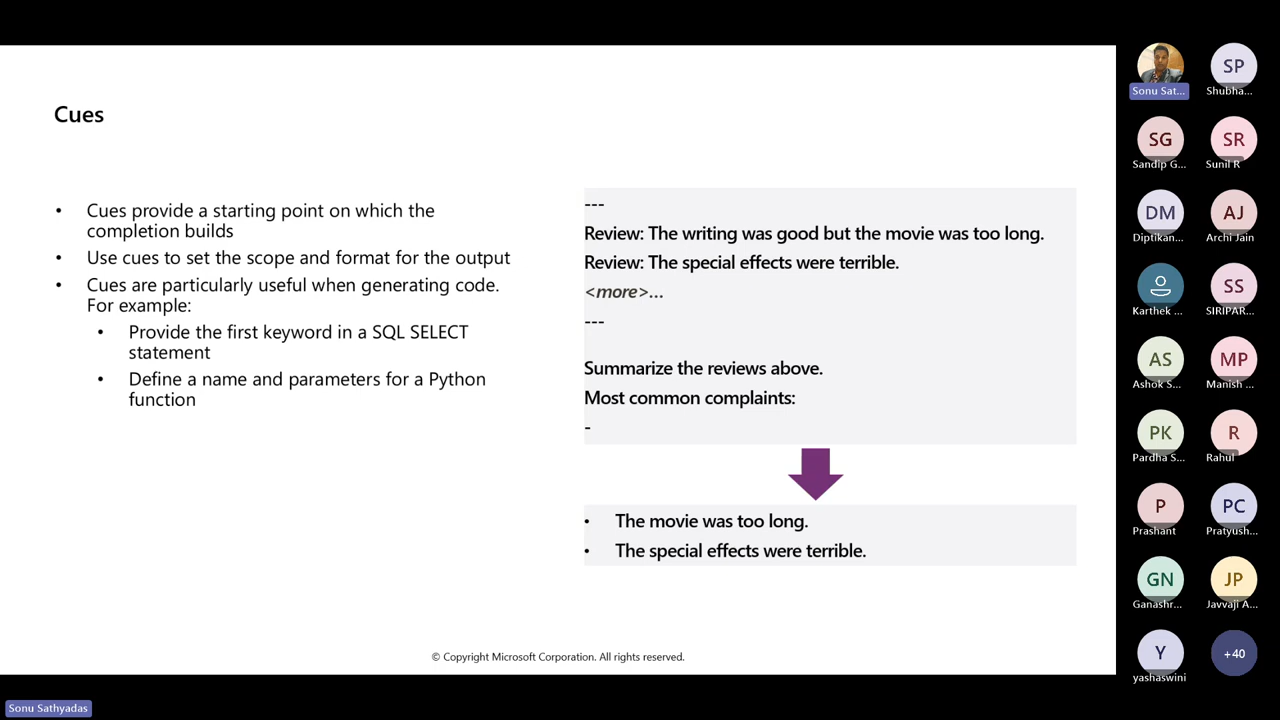 Cues
• Cues provide a starting point on which the
completion builds
• Use cues to set the scope and format for the output
• Cues are particularly useful when generating code.
For example:
• Provide the first keyword in a SQL SELECT
statement
• Define a name and parameters for a Python
function
---
Review: The writing was good but the movie was too long.
Review: The special effects were terrible.
<more>...
---
Summarize the reviews above.
Most common complaints:
-
• The movie was too long.
• The special effects were terrible.
© Copyright Microsoft Corporation. All rights reserved.
Sonu Sathyadas
Sonu Sat...
SP
Shubha...
SG
Sandip G...
SR
Sunil R
DM
Diptikan...
AJ
Archi Jain
Karthek ...
SS
SIRIPAR...
AS
Ashok S...
MP
Manish ...
PK
Pardha S...
R
Rahul
P
Prashant
PC
Pratyush...
GN
Ganashr...
JP
Javvaji A...
Y
yashaswini
+40